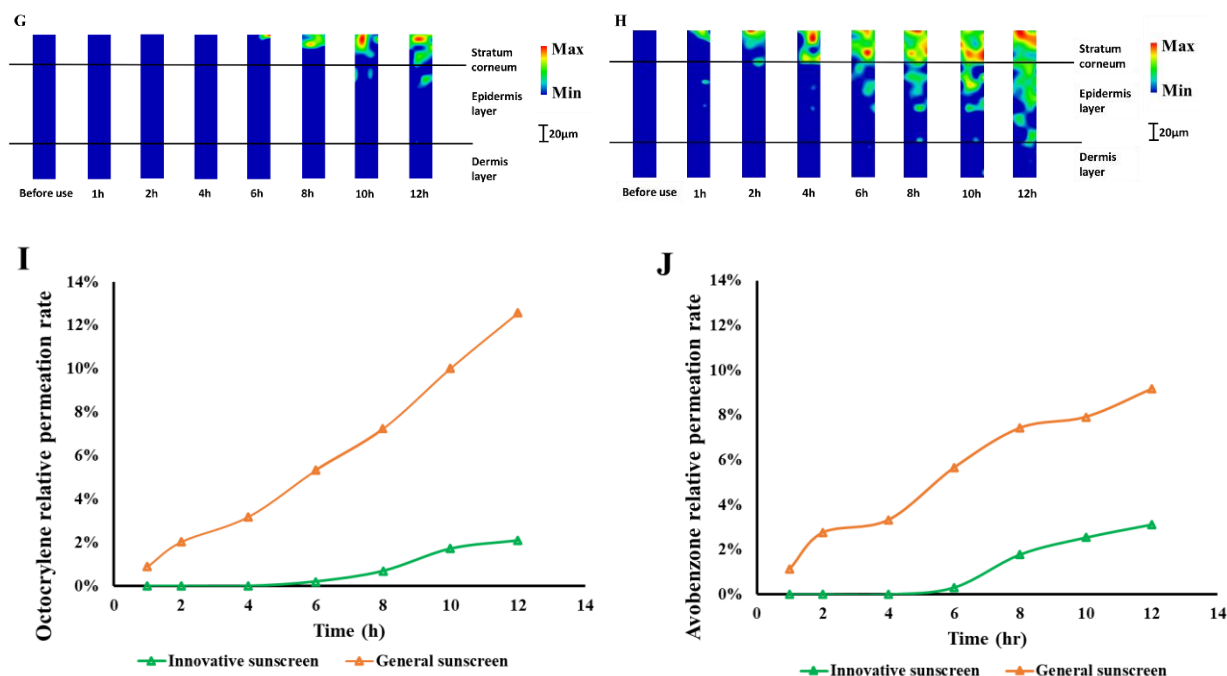 G
Max
Min
Stratum
corneum
Epidermis
layer
20μm
Dermis
layer
Before use 1h 2h 4h 6h 8h 10h 12h
H
Max
Min
Stratum
corneum
Epidermis
layer
20μm
Dermis
layer
Before use 1h 2h 4h 6h 8h 10h 12h
I
Octocrylene relative permeation rate
14%
12%
10%
8%
6%
4%
2%
0%
0 2 4 6 8 10 12 14
Time (h)
Innovative sunscreen General sunscreen
J
Avobenzone relative permeation rate
14%
12%
10%
8%
6%
4%
2%
0%
0 2 4 6 8 10 12 14
Time (hr)
Innovative sunscreen General sunscreen